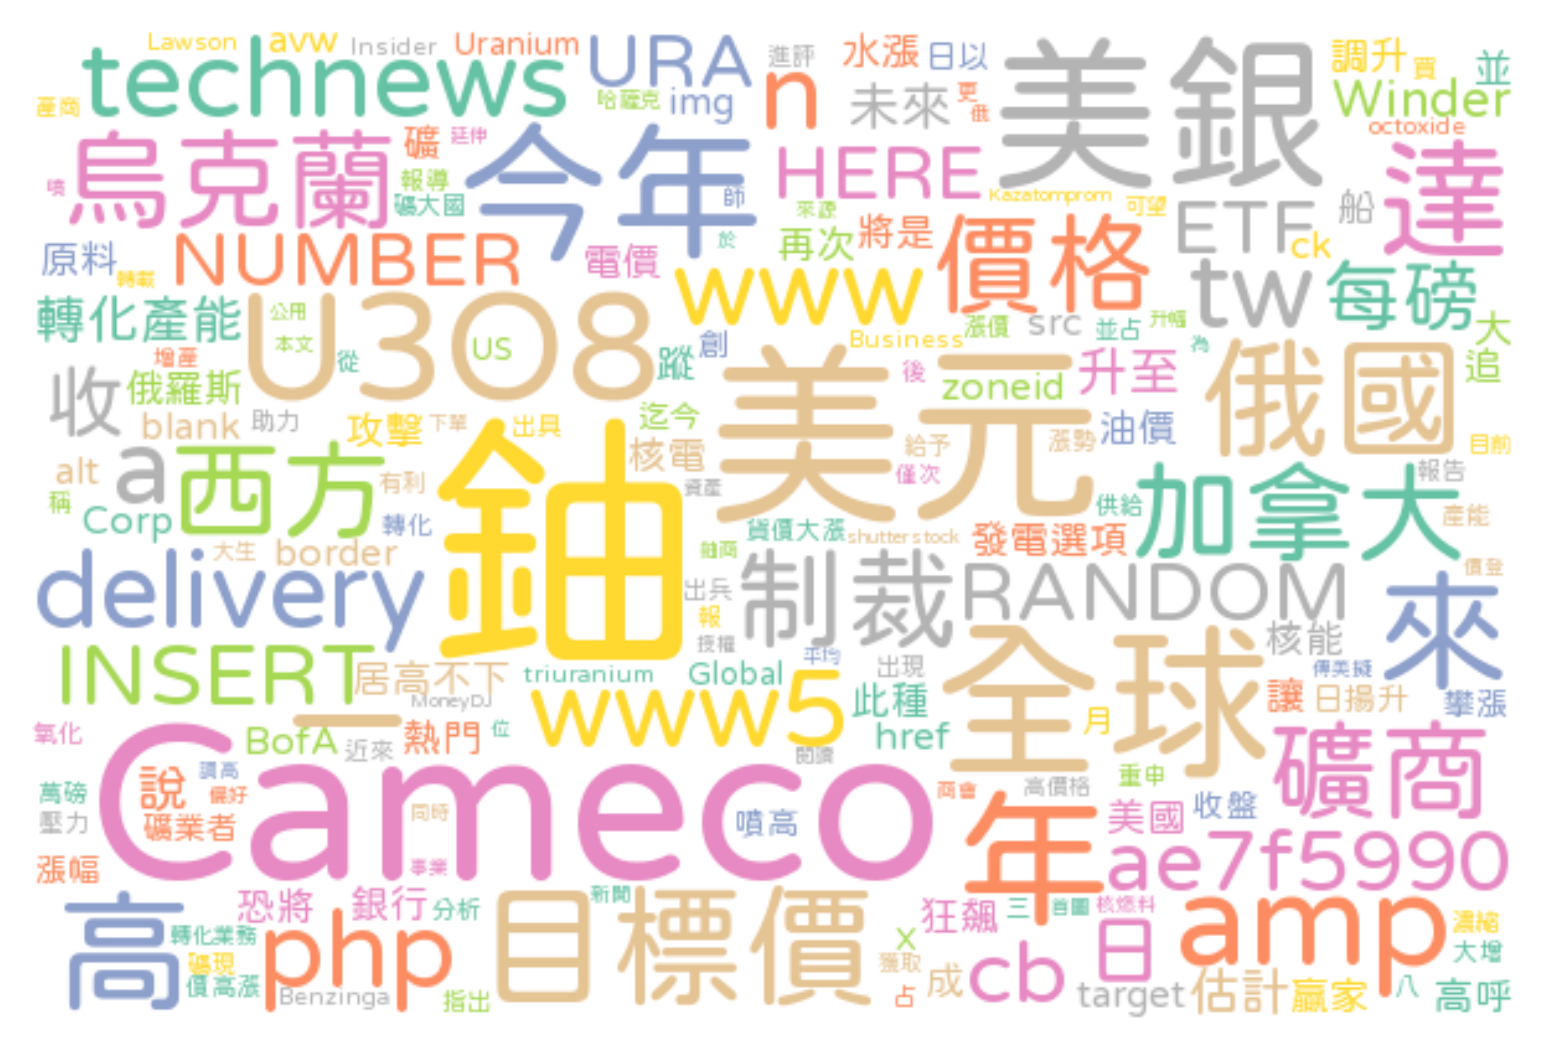 Lawson
avw
Insider
Uranium
URA
進評
水漲
日以
美銀
調升
買
並
technews
產商
哈薩克
img
n
未來
更
俄
Winder
octoxide
烏克蘭
礦
延伸
今年
HERE
達
噴
報導
礦大國
師
Kazatomprom
可望
ETF
船
ck
來源
再次
將是
價格
原料
轉載
NUMBER
電價
於
www
tw
每磅
轉化產能
公用
U3O8
本文
US
從
蹤
創
Business
漲價
src
並占
升幅
為
大
追
增產
收
俄羅斯
美元
後
zoneid
升至
俄國
blank
助力
攻擊
下單
出具
迄今
核電
給予
漲勢
油價
目前
alt
a
西方
有利
鈾
僅次
資產
供給
加拿大
報告
稱
Corp
轉化
貨價大漲
shutterstock
發電選項
產能
大生
border
鈾商
制裁
價登
delivery
出兵
報
授權
RANDOM
來
INSERT
居高不下
triuranium
Global
平均
出現
全球
核能
傳美擬
讓
日揚升
攀漲
MoneyDJ
一
www5
此種
href
月
氧化
BofA
近來
熱門
位
閱讀
礦商
Cameco
萬磅
說
調高
偏好
壓力
礦業者
同時
噴高
商會
高價格
重申
年
美國
收盤
漲幅
事業
ae7f5990
高
恐將
銀行
分析
新聞
目標價
狂飆
三
首圖
核燃料
日
amp
濃縮
轉化業務
php
x
大增
礦現
價高漲
Benzinga
指出
獲取
占
成
cb
target
估計
贏家
八
高呼